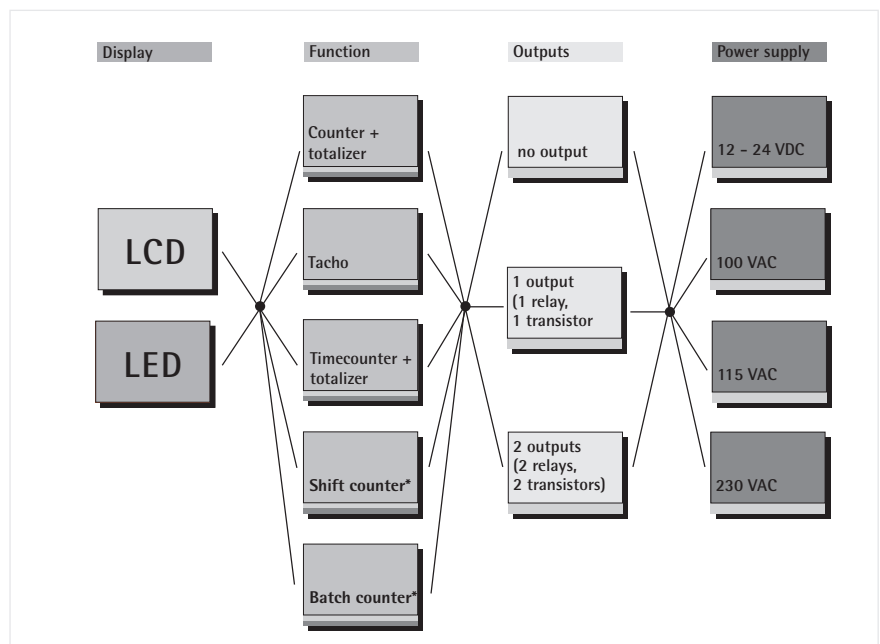 Display
Function
Outputs
Power supply
Counter +
totalizer
no output
12 - 24 VDC
LCD
Tacho
1 output
(1 relay,
1 transistor
100 VAC
LED
Timecounter +
totalizer
115 VAC
Shift counter*
2 outputs
(2 relays,
2 transistors)
230 VAC
Batch counter*